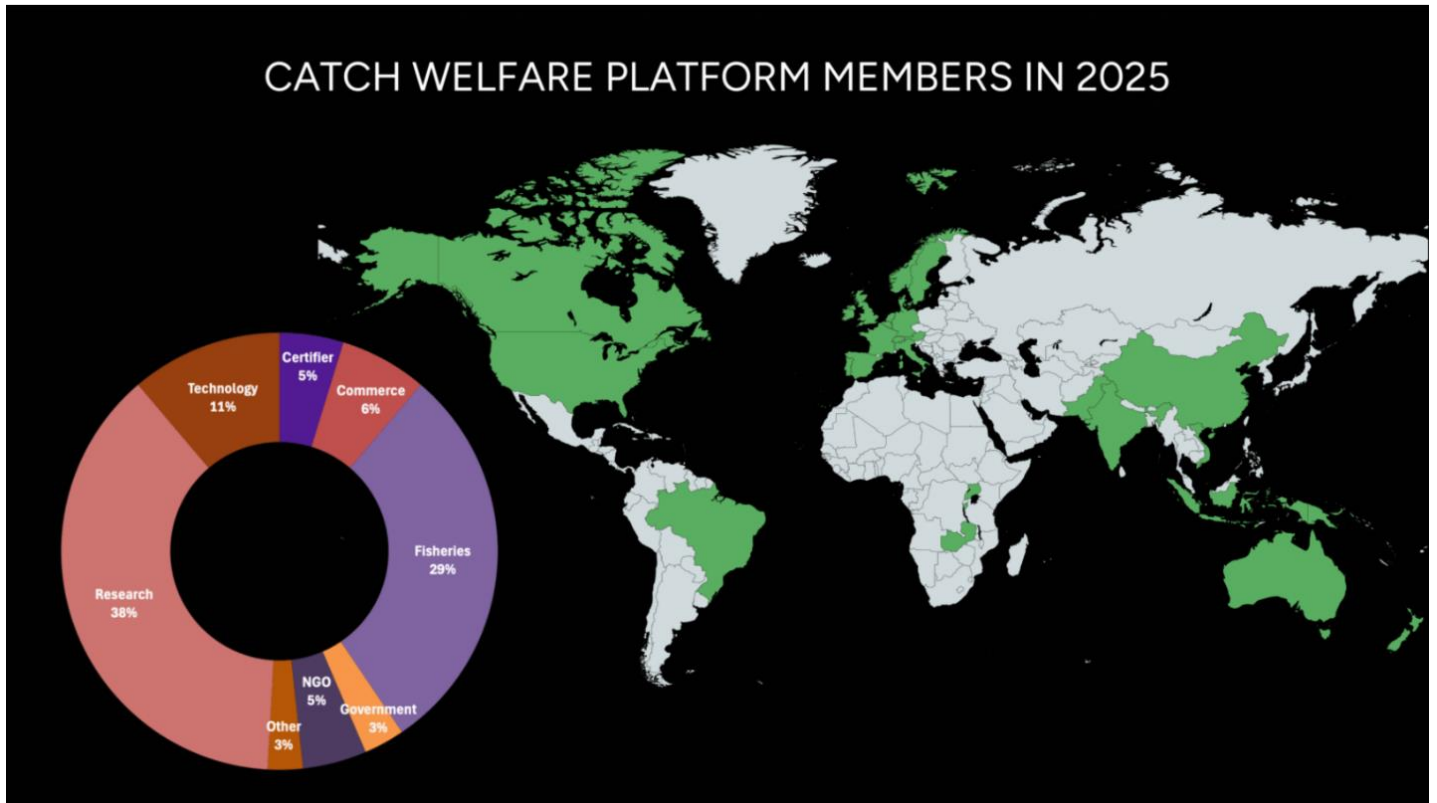 CATCH WELFARE PLATFORM MEMBERS IN 2025
Certifier
5%
Commerce
6%
Technology
11%
Fisheries
29%
Research
38%
NGO
5%
Government
3%
Other
3%